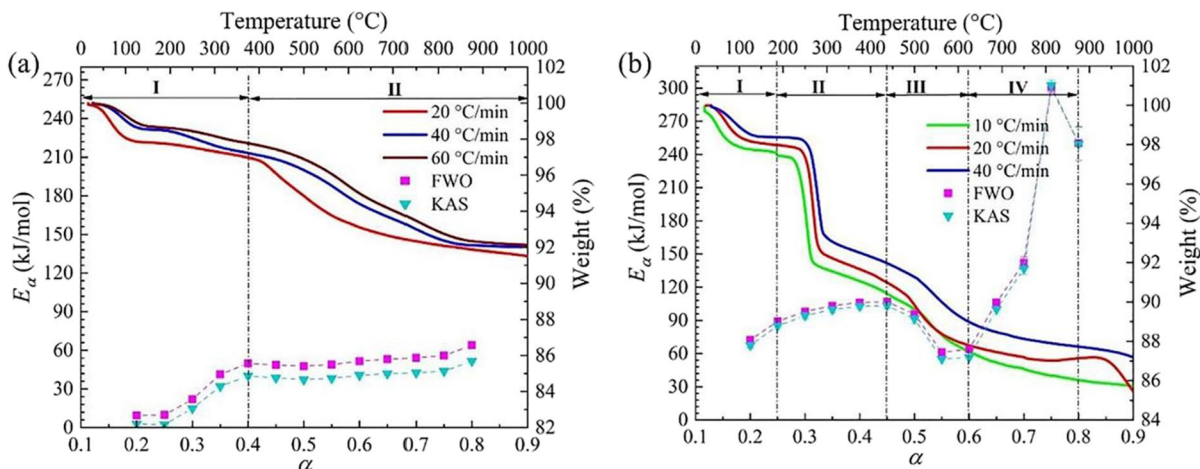 Temperature (°C)
0 100 200 300 400 500 600 700 800 900 1000
(a)
270
240
210
180
150
120
90
60
30
0
Eα (kJ/mol)
I
II
20 °C/min
40 °C/min
60 °C/min
FWO
KAS
102
100
98
96
94
92
90
88
86
84
82
Weight (%)
0.1 0.2 0.3 0.4 0.5 0.6 0.7 0.8 0.9
α
Temperature (°C)
0 100 200 300 400 500 600 700 800 900 1000
(b)
300
270
240
210
180
150
120
90
60
30
0
Eα (kJ/mol)
I
II
III
IV
10 °C/min
20 °C/min
40 °C/min
FWO
KAS
102
100
98
96
94
92
90
88
86
84
Weight (%)
0.1 0.2 0.3 0.4 0.5 0.6 0.7 0.8 0.9
α